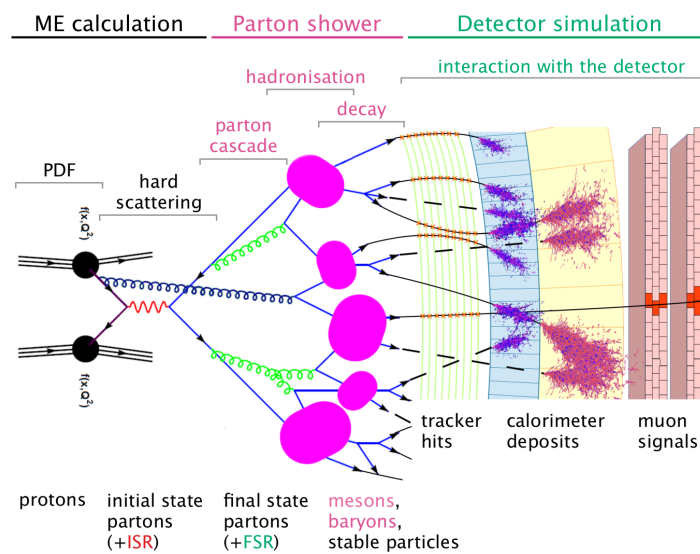 ME calculation
Parton shower
Detector simulation
hadronisation
interaction with the detector
decay
parton
cascade
PDF
hard
scattering
f(x,Q²)
f(x,Q²)
tracker
hits
calorimeter
deposits
muon
signals
protons
initial state
partons
(+ISR)
final state
partons
(+FSR)
mesons,
baryons,
stable particles